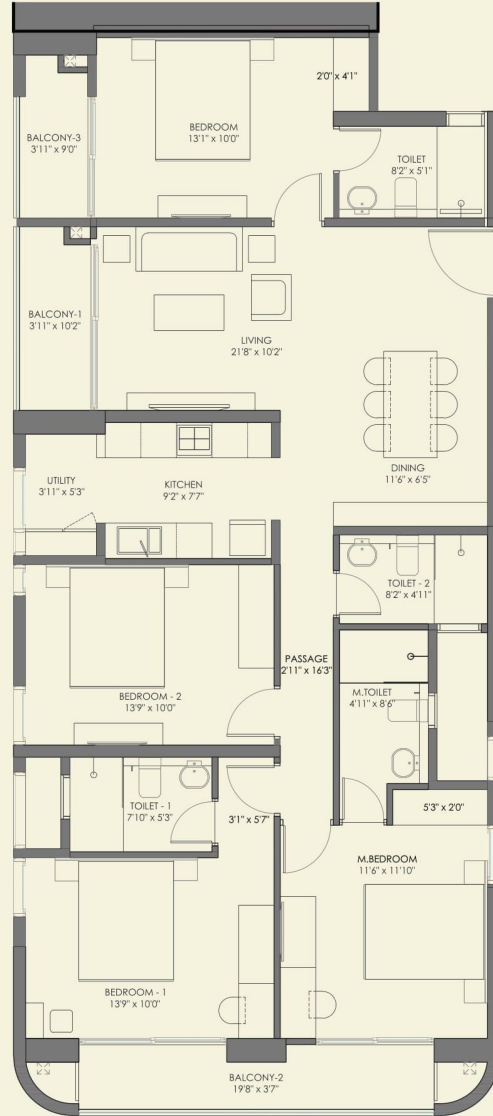 2'0" x 4'1"
BEDROOM
13'1" x 10'0"
BALCONY-3
3'11" x 9'0"
TOILET
8'2" x 5'1"
BALCONY-1
3'11" x 10'2"
LIVING
21'8" x 10'2"
DINING
11'6" x 6'5"
UTILITY
3'11" x 5'3"
KITCHEN
9'2" x 7'7"
TOILET - 2
8'2" x 4'11"
PASSAGE
2'11" x 16'3"
BEDROOM - 2
13'9" x 10'0"
M.TOILET
4'11" x 8'6"
TOILET - 1
7'10" x 5'3"
3'1" x 5'7"
5'3" x 2'0"
M.BEDROOM
11'6" x 11'10"
BEDROOM - 1
13'9" x 10'0"
BALCONY-2
19'8" x 3'7"